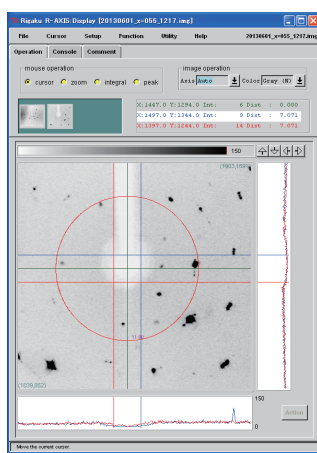 Rigaku R-AXIS Display [20130601_x=055_1217.img]
File Cursor Setup Function Utility Help 20130601_x=055_1217.img
Operation Console Comment
mouse operation
cursor zoom integral peak
image operation
Axis Auto Color Gray (N)
X:1447.0 Y:1294.0 Int: 6 Dist : 0.000
X:1497.0 Y:1344.0 Int: 9 Dist : 7.071
X:1397.0 Y:1244.0 Int: 14 Dist : 7.071
150
(1039,852)
150
0
Action
Move the current cursor.